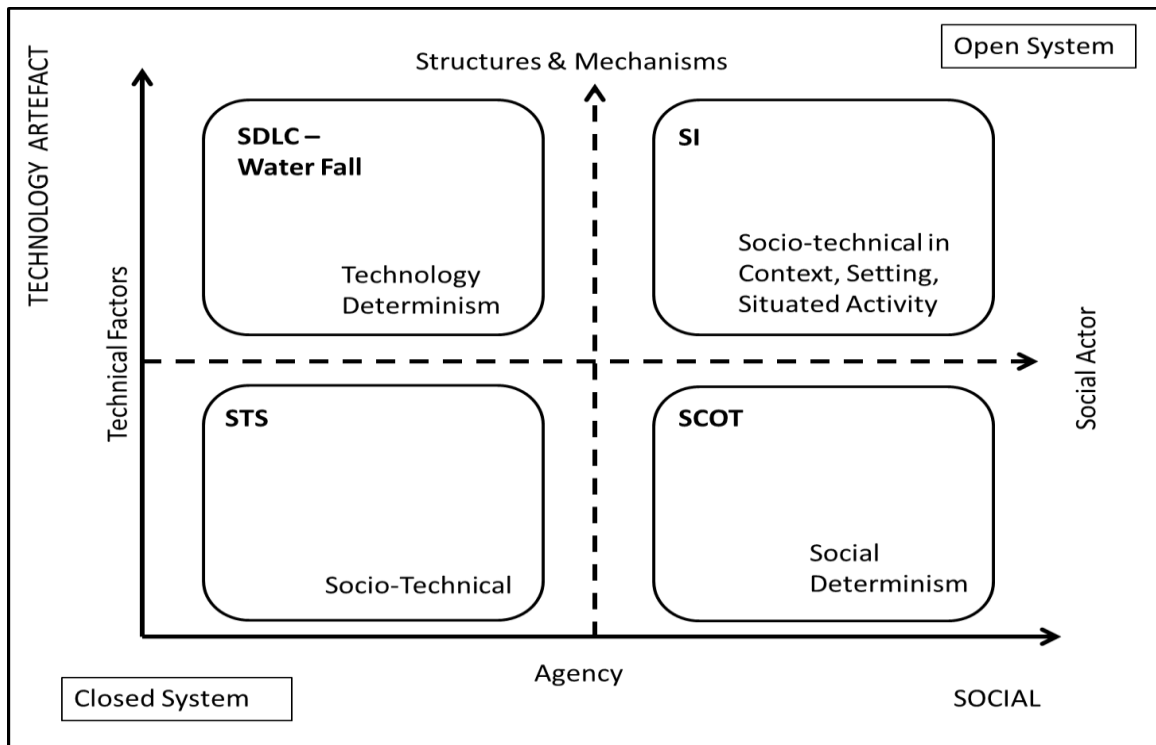 Open System
Structures & Mechanisms
TECHNOLOGY ARTEFACT
SDLC –
Water Fall
Technology
Determinism
SI
Socio-technical in
Context, Setting,
Situated Activity
Technical Factors
Social Actor
STS
Socio-Technical
SCOT
Social
Determinism
Agency
Closed System
SOCIAL